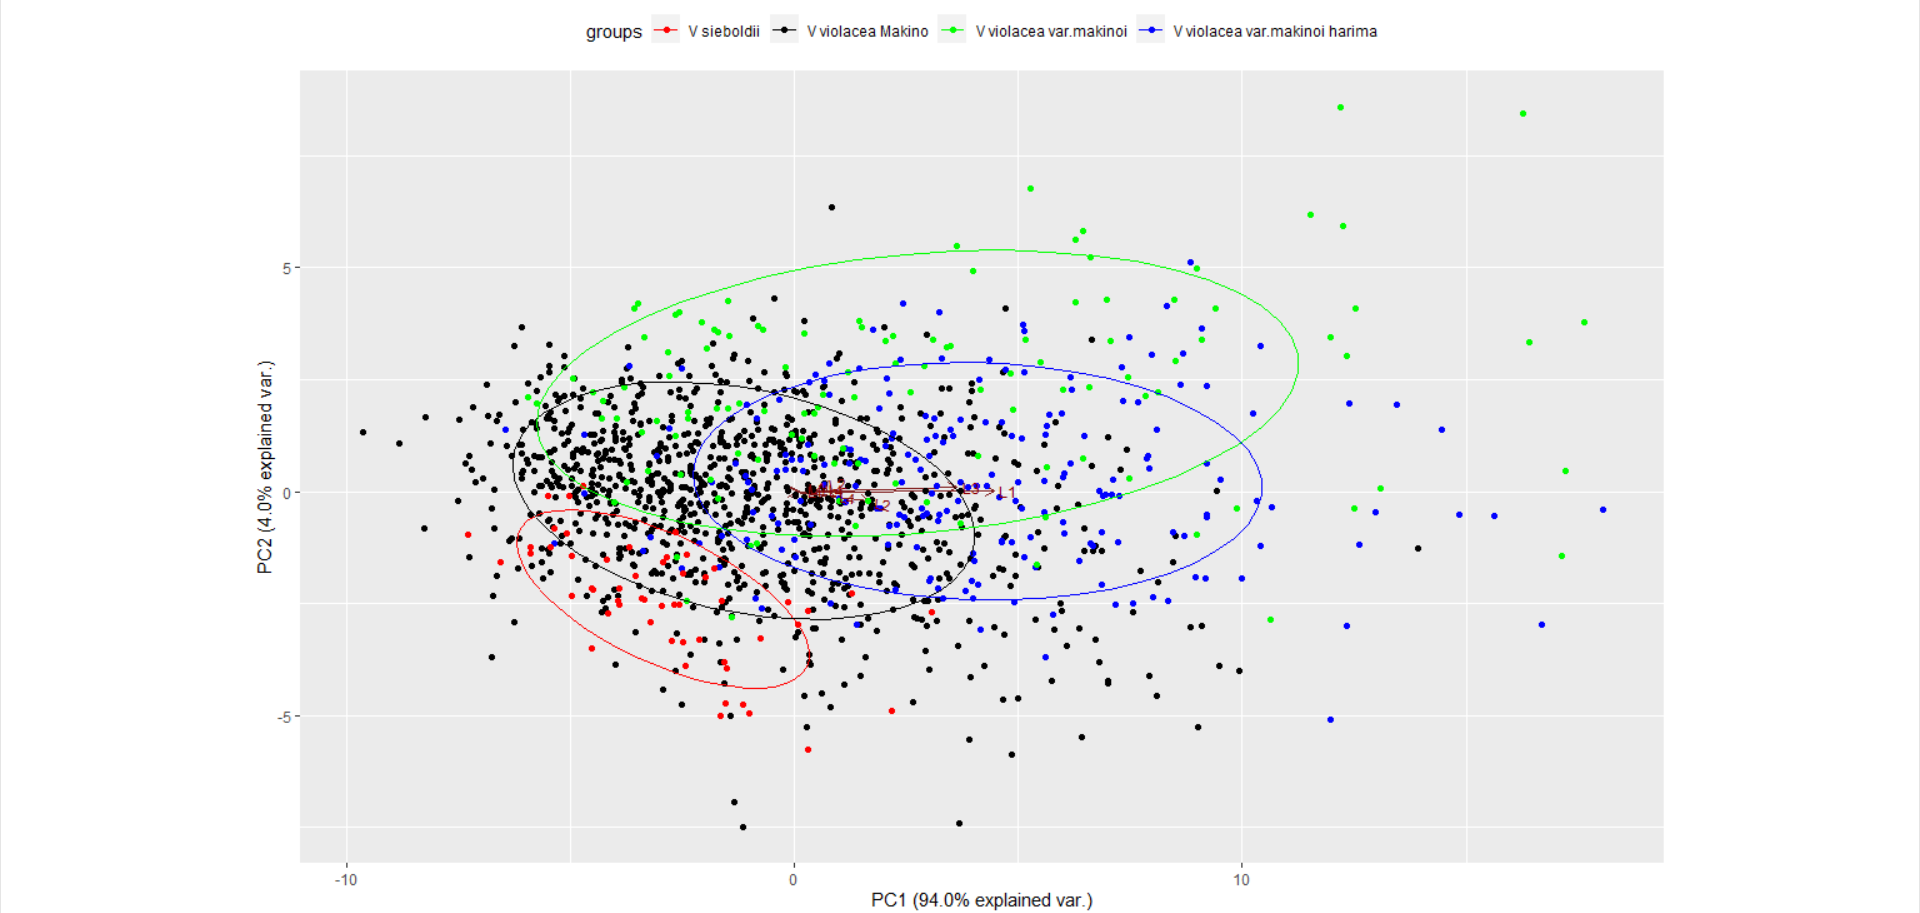 groups V sieboldii V violacea Makino V violacea var.makinoi V violacea var.makinoi harima
5
0
-5
PC2 (4.0% explained var.)
L1
-10 0 10
PC1 (94.0% explained var.)